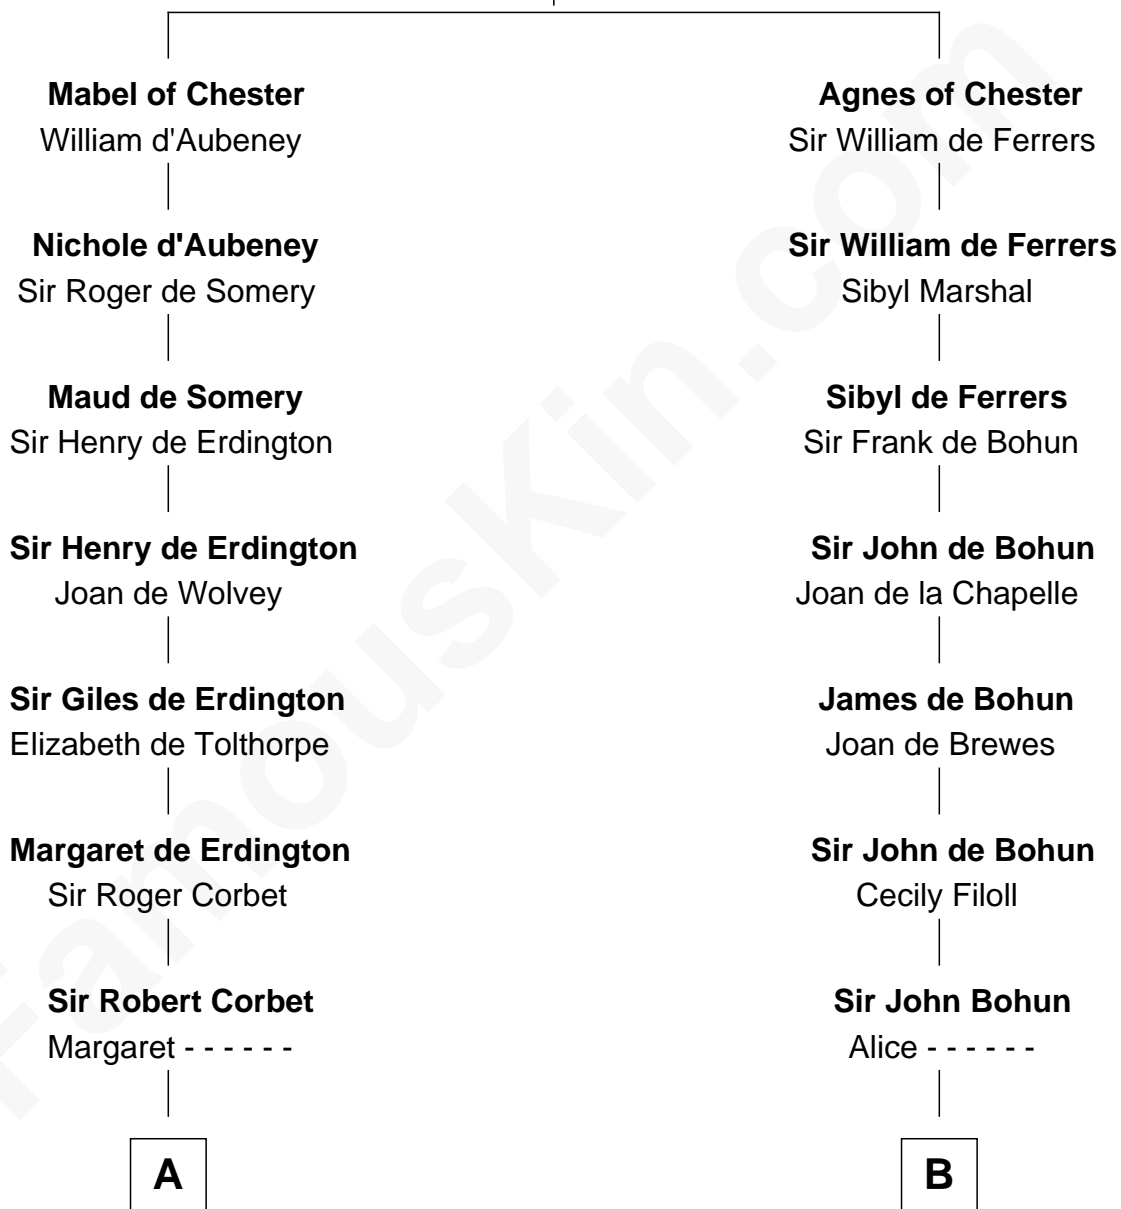 Mabel of Chester
William d'Aubeney
Agnes of Chester
Sir William de Ferrers
Nichole d'Aubeney
Sir Roger de Somery
Sir William de Ferrers
Sibyl Marshal
Maud de Somery
Sir Henry de Erdington
Sibyl de Ferrers
Sir Frank de Bohun
Sir Henry de Erdington
Joan de Wolvey
Sir John de Bohun
Joan de la Chapelle
Sir Giles de Erdington
Elizabeth de Tolthorpe
James de Bohun
Joan de Brewes
Margaret de Erdington
Sir Roger Corbet
Sir John de Bohun
Cecily Filoll
Sir Robert Corbet
Margaret - - - - - -
Sir John Bohun
Alice - - - - - -
A
B
FamousKin.com